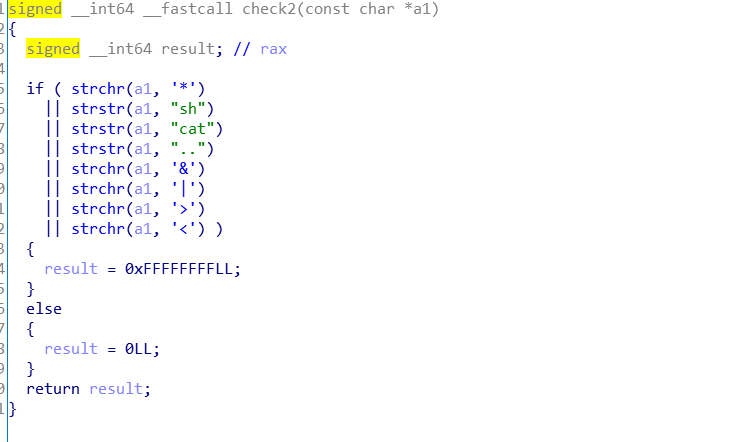 1 signed __int64 __fastcall check2(const char *a1)
2 {
3   signed __int64 result; // rax
4
5   if ( strchr(a1, '*')
6     || strstr(a1, "sh")
7     || strstr(a1, "cat")
8     || strstr(a1, "..")
9     || strchr(a1, '&')
0     || strchr(a1, '|')
1     || strchr(a1, '>')
2     || strchr(a1, '<') )
3   {
4     result = 0xFFFFFFFFLL;
5   }
6   else
7   {
8     result = 0LL;
9   }
0   return result;
1 }